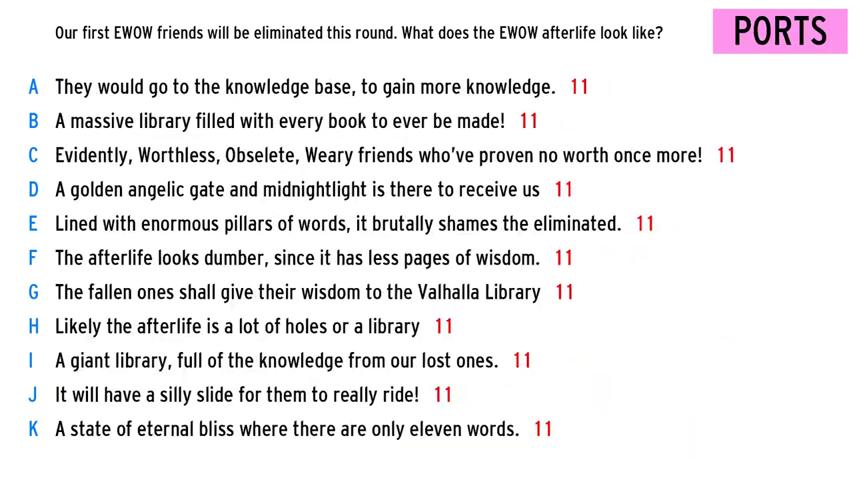 Our first EWOW friends will be eliminated this round. What does the EWOW afterlife look like?
PORTS
A They would go to the knowledge base, to gain more knowledge. 11
B A massive library filled with every book to ever be made! 11
C Evidently, Worthless, Obselete, Weary friends who've proven no worth once more! 11
D A golden angelic gate and midnightlight is there to receive us 11
E Lined with enormous pillars of words, it brutally shames the eliminated. 11
F The afterlife looks dumber, since it has less pages of wisdom. 11
G The fallen ones shall give their wisdom to the Valhalla Library 11
H Likely the afterlife is a lot of holes or a library 11
I A giant library, full of the knowledge from our lost ones. 11
J It will have a silly slide for them to really ride! 11
K A state of eternal bliss where there are only eleven words. 11